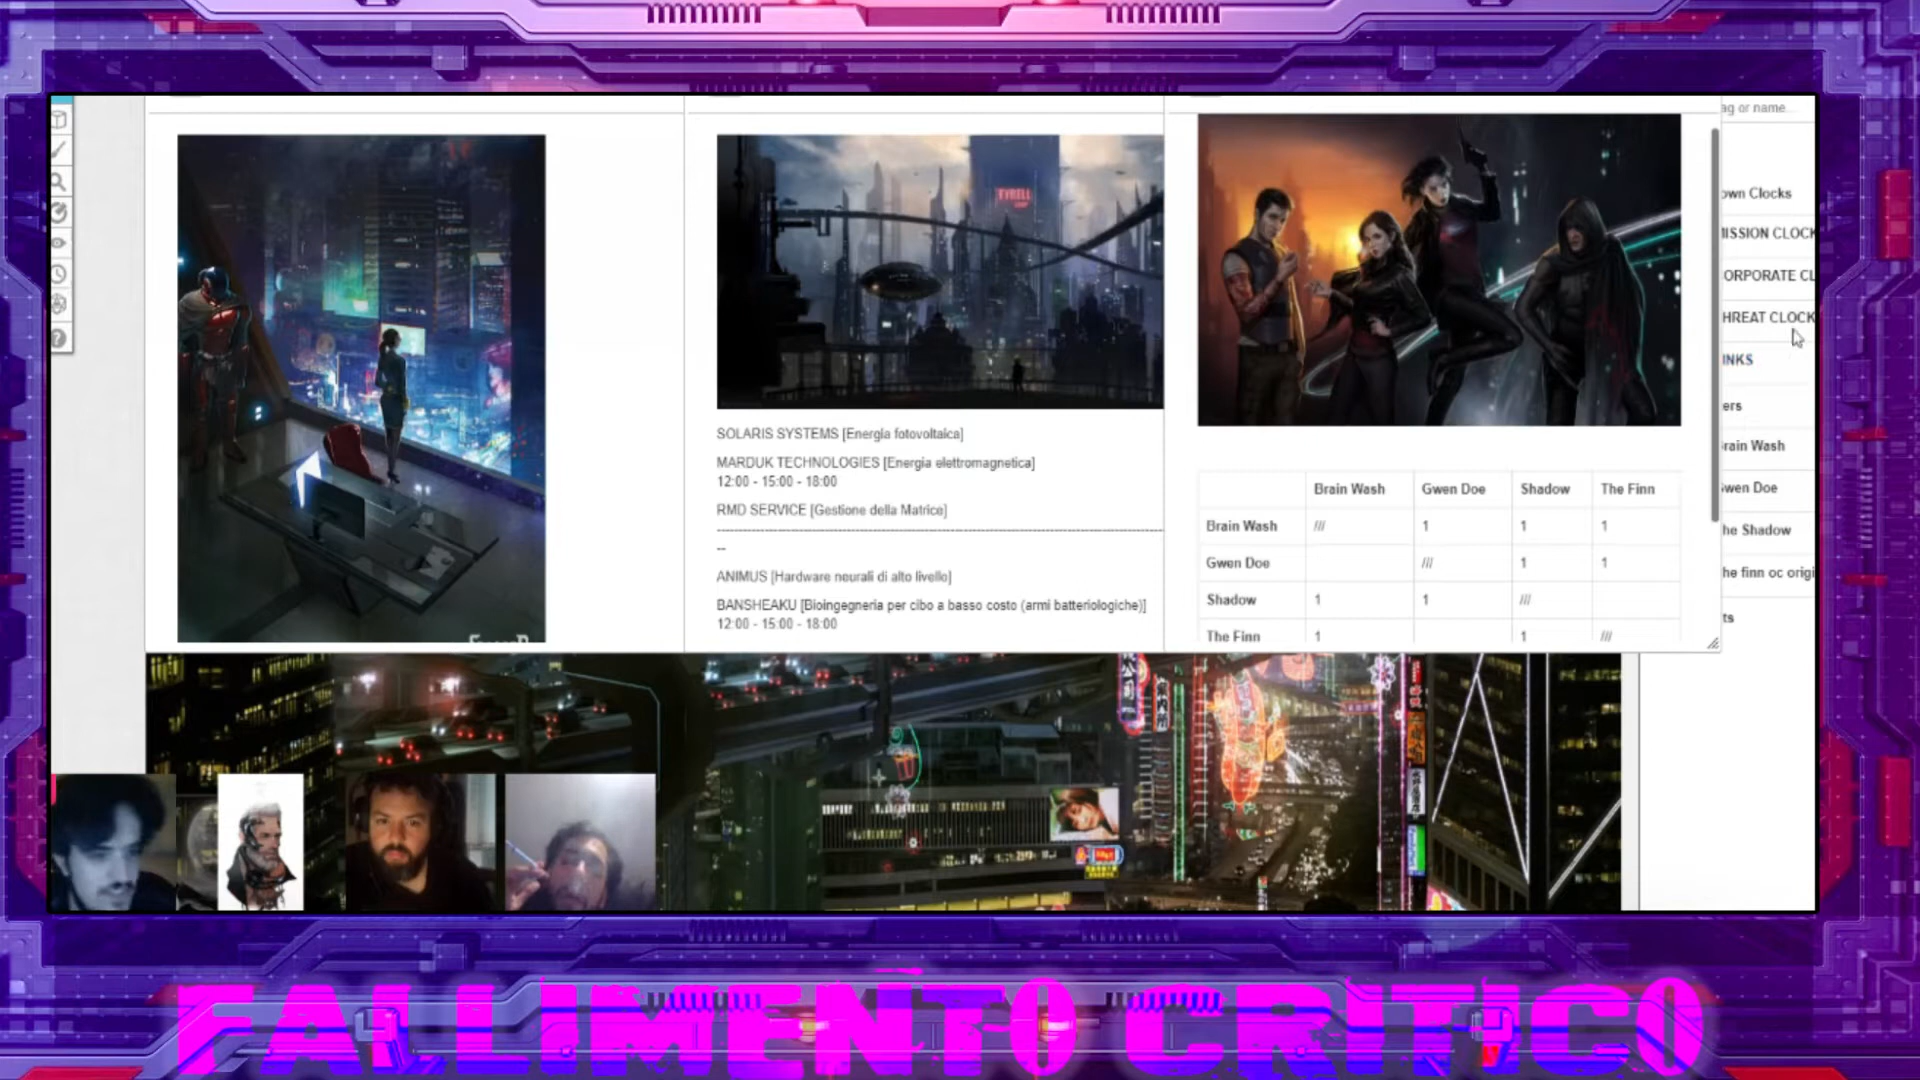 TYRELL
SOLARIS SYSTEMS [Energia fotovoltaica]
MARDUK TECHNOLOGIES [Energia elettromagnetica]
12:00 - 15:00 - 18:00
RMD SERVICE [Gestione della Matrice]
--
ANIMUS [Hardware neurali di alto livello]
BANSHEAKU [Bioingegneria per cibo a basso costo (armi batteriologiche)]
12:00 - 15:00 - 18:00
Brain Wash Gwen Doe Shadow The Finn
Brain Wash /// 1 1 1
Gwen Doe /// 1 1
Shadow 1 1 ///
The Finn 1 1 ///
ag or name...
own Clocks
ISSION CLOCK
ORPORATE CL
HREAT CLOCK
INKS
ers
rain Wash
wen Doe
he Shadow
he finn oc origi
ts
FALLIMENTO CRITICO